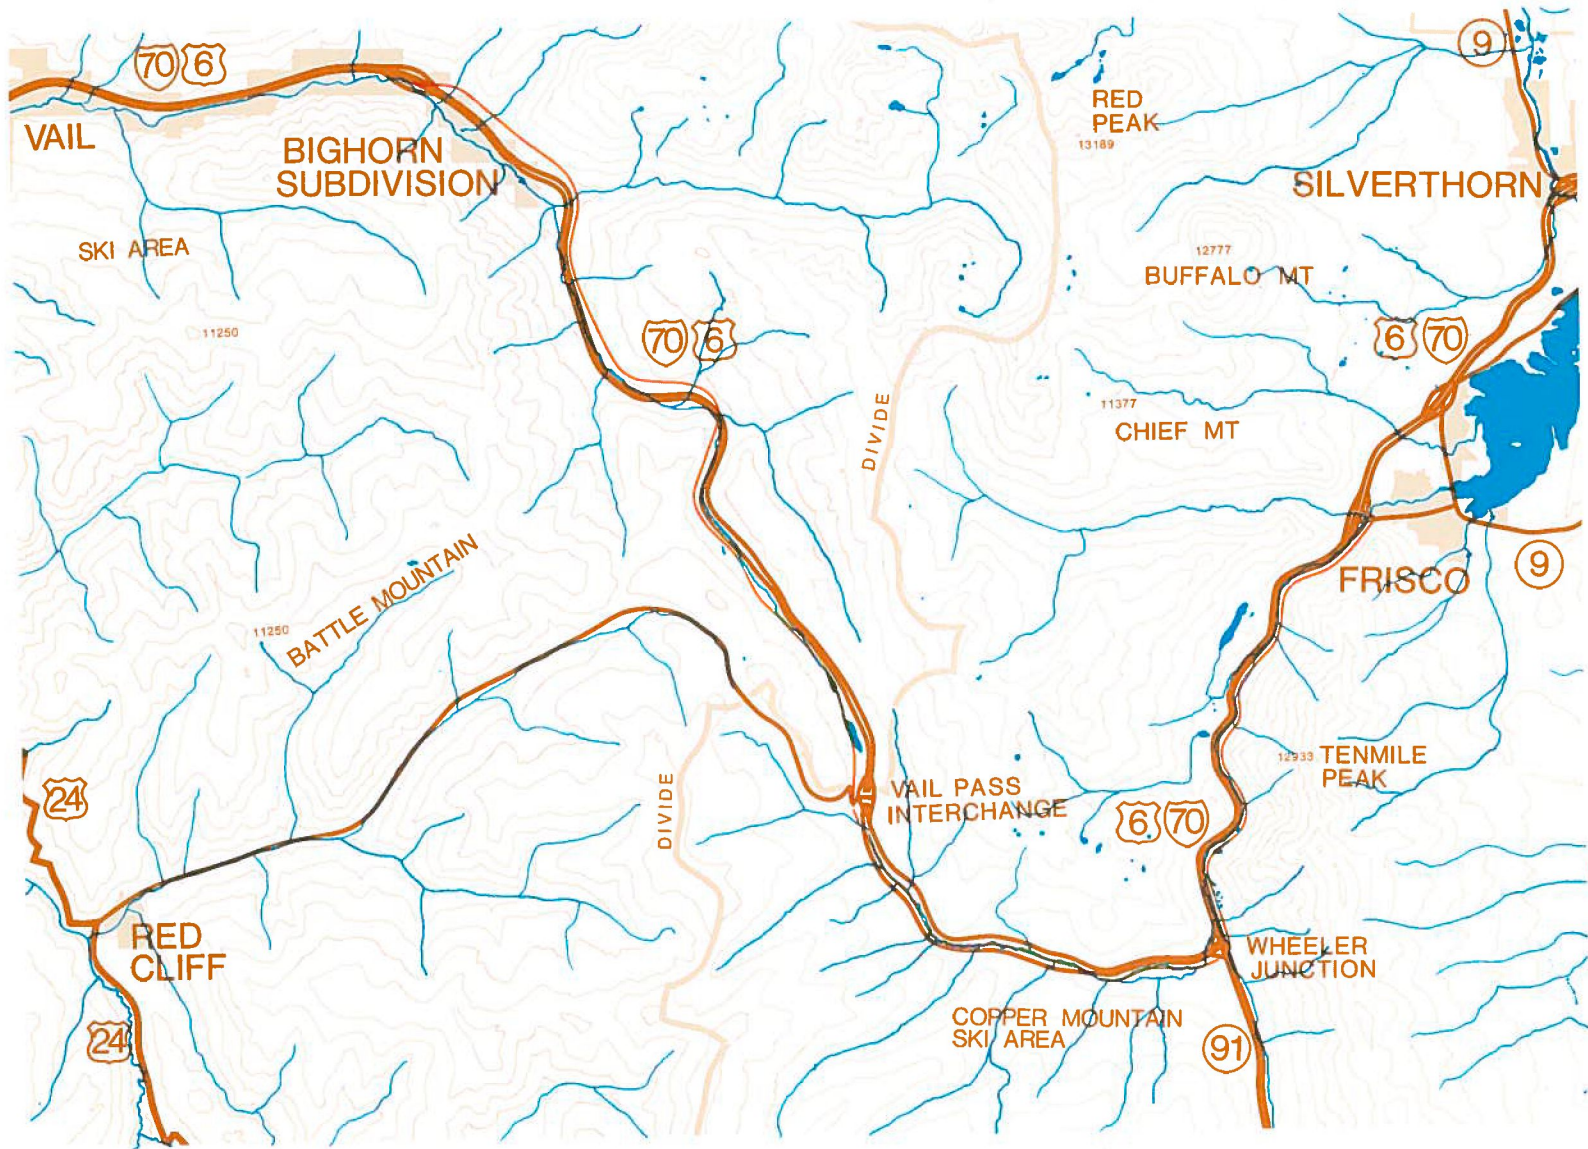 70 6
9
VAIL
BIGHORN
SUBDIVISION
RED
PEAK
13189
SILVERTHORN
SKI AREA
12777
BUFFALO MT
11250
70 6
6 70
DIVIDE
11377
CHIEF MT
BATTLE MOUNTAIN
11250
FRISCO
9
24
DIVIDE
VAIL PASS
INTERCHANGE
6 70
12933 TENMILE
PEAK
RED
CLIFF
WHEELER
JUNCTION
COPPER MOUNTAIN
SKI AREA
24
91